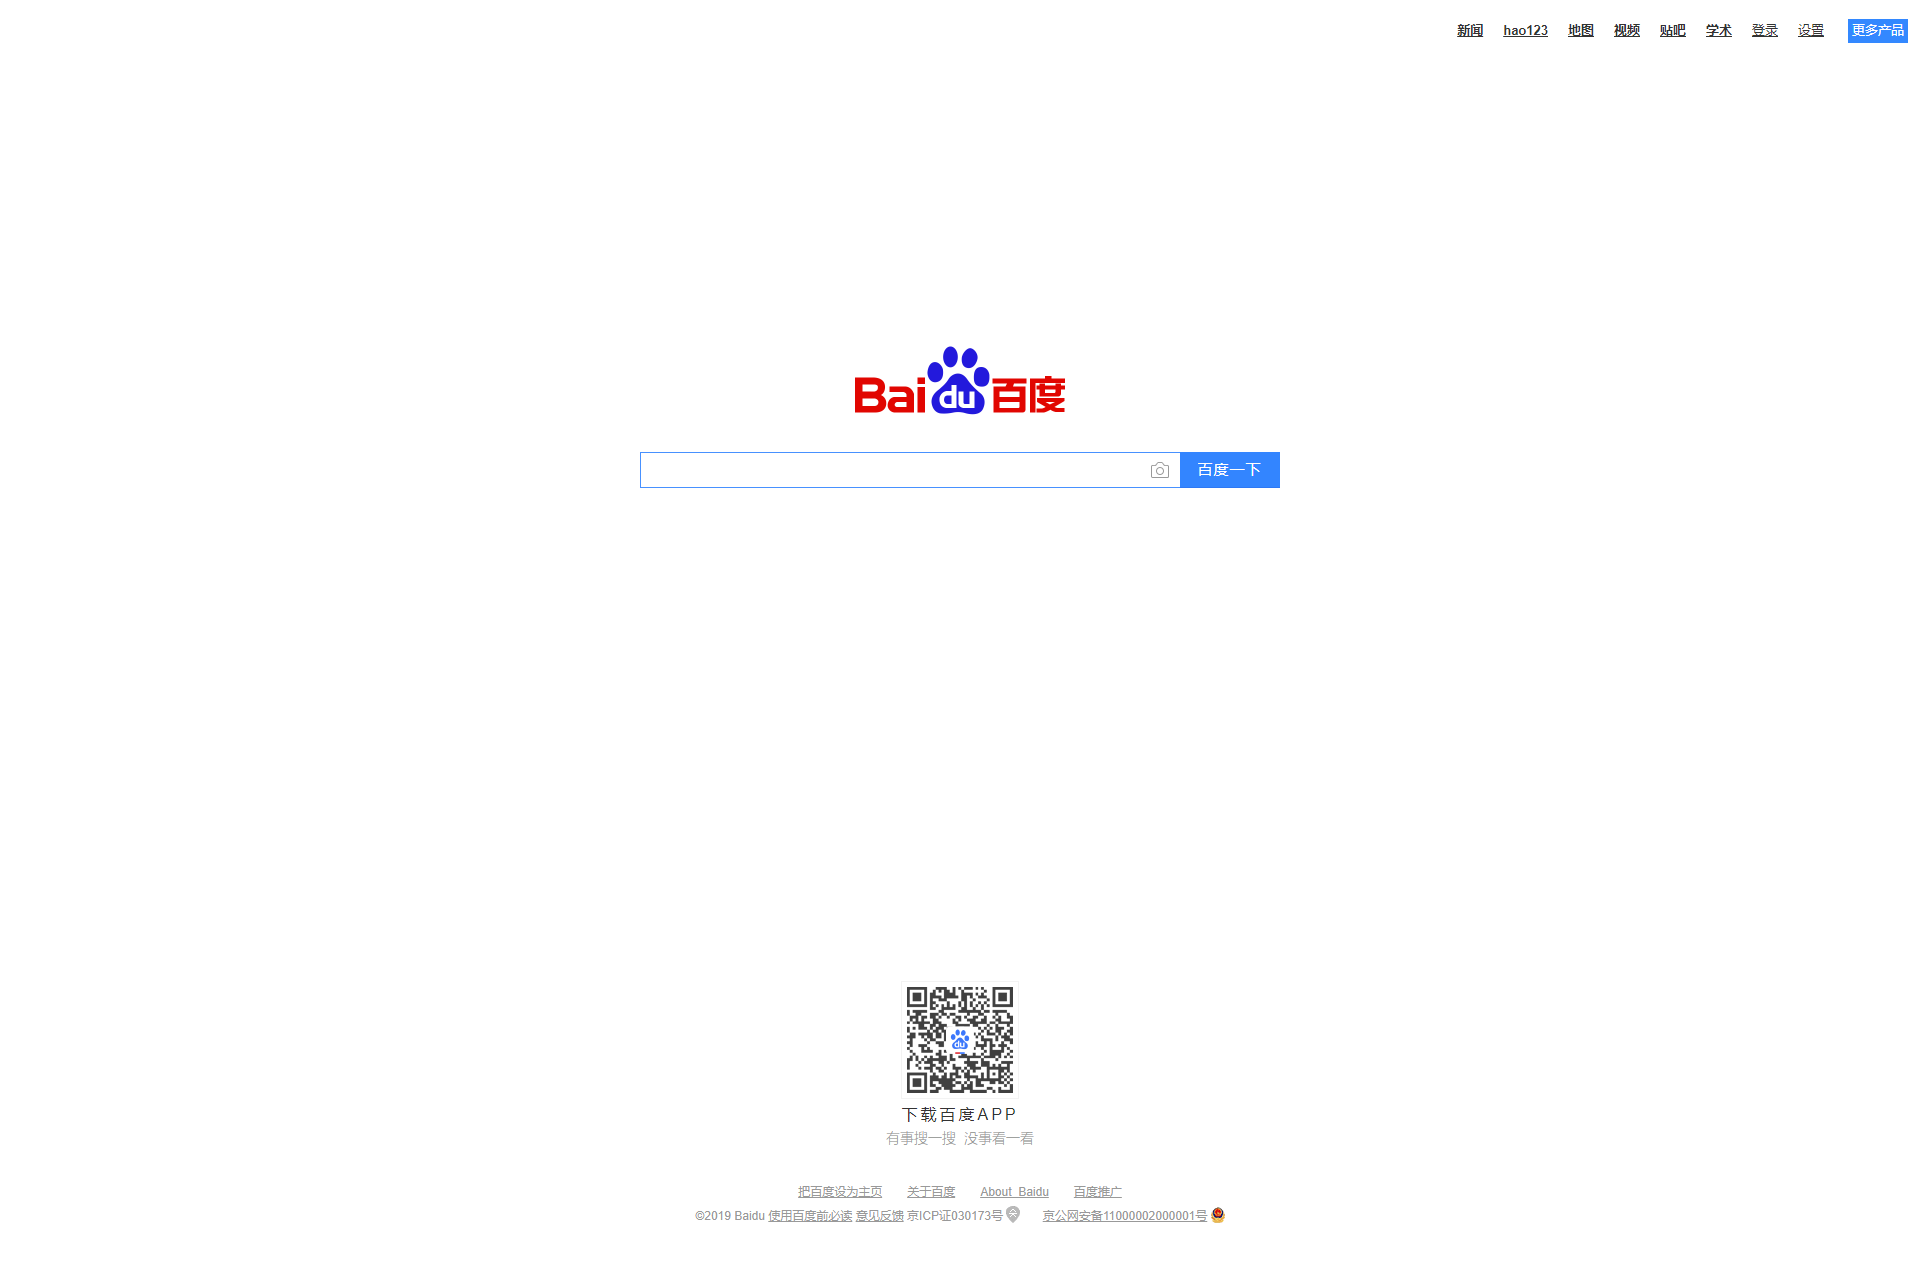 新闻 hao123 地图 视频 贴吧 学术 登录 设置 更多产品
Bai du 百度
百度一下
du
下载百度APP
有事搜一搜 没事看一看
把百度设为主页 关于百度 About Baidu 百度推广
©2019 Baidu 使用百度前必读 意见反馈 京ICP证030173号 京公网安备11000002000001号